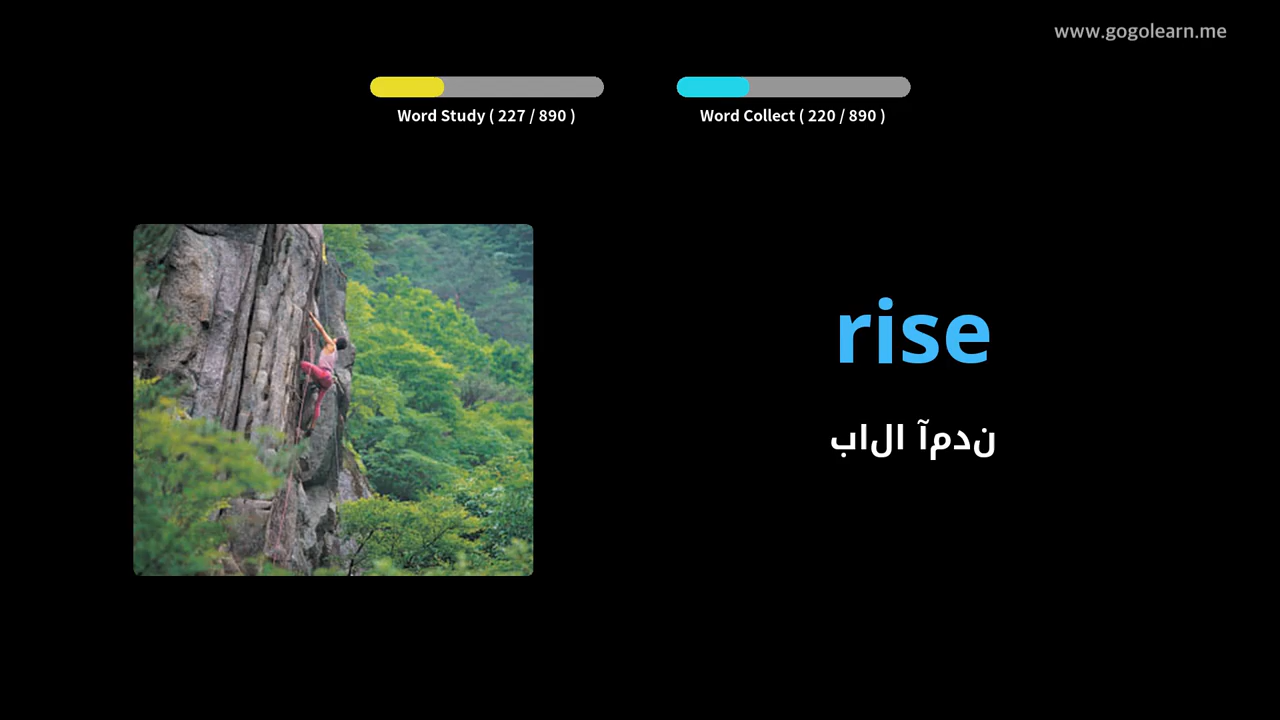 www.gogolearn.me
Word Study ( 227 / 890 )
Word Collect ( 220 / 890 )
rise
بالا آمدن